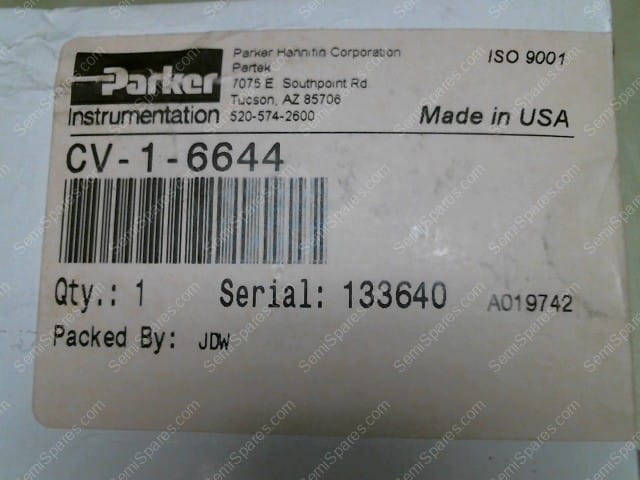 Parker
Instrumentation
Parker Hannifin Corporation
Partek
7075 E Southpoint Rd
Tucson, AZ 85706
520-574-2600
ISO 9001
Made in USA
CV-1-6644
Qty.: 1 Serial: 133640 A019742
Packed By: JDW
SemiSpares.com